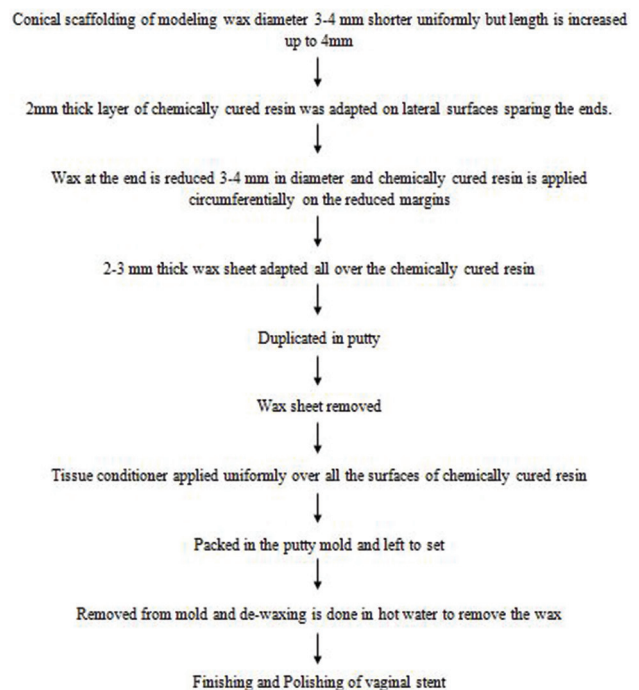 Conical scaffolding of modeling wax diameter 3-4 mm shorter uniformly but length is increased
up to 4mm
2mm thick layer of chemically cured resin was adapted on lateral surfaces sparing the ends.
Wax at the end is reduced 3-4 mm in diameter and chemically cured resin is applied
circumferentially on the reduced margins
2-3 mm thick wax sheet adapted all over the chemically cured resin
Duplicated in putty
Wax sheet removed
Tissue conditioner applied uniformly over all the surfaces of chemically cured resin
Packed in the putty mold and left to set
Removed from mold and de-waxing is done in hot water to remove the wax
Finishing and Polishing of vaginal stent